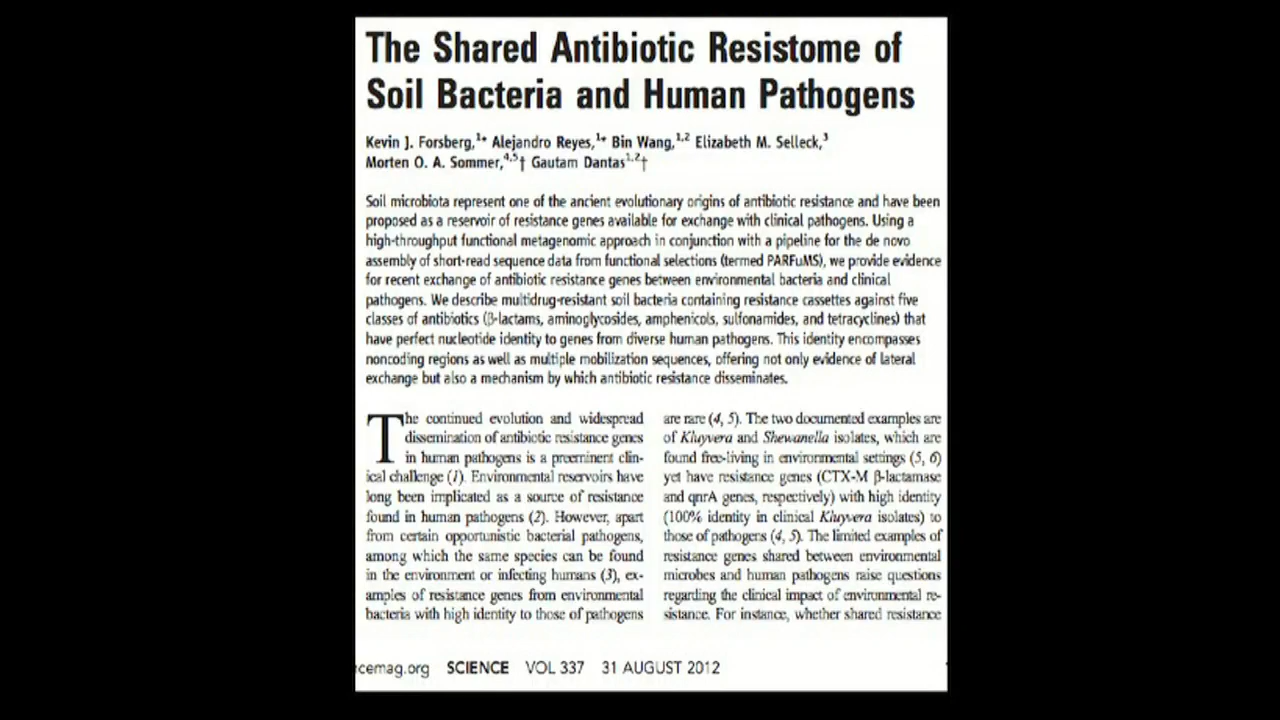 The Shared Antibiotic Resistome of
Soil Bacteria and Human Pathogens
Kevin J. Forsberg,¹* Alejandro Reyes,¹* Bin Wang,¹,² Elizabeth M. Selleck,³
Morten O. A. Sommer,⁴,⁵† Gautam Dantas¹,²†
Soil microbiota represent one of the ancient evolutionary origins of antibiotic resistance and have been
proposed as a reservoir of resistance genes available for exchange with clinical pathogens. Using a
high-throughput functional metagenomic approach in conjunction with a pipeline for the de novo
assembly of short-read sequence data from functional selections (termed PARFuMS), we provide evidence
for recent exchange of antibiotic resistance genes between environmental bacteria and clinical
pathogens. We describe multidrug-resistant soil bacteria containing resistance cassettes against five
classes of antibiotics (β-lactams, aminoglycosides, amphenicols, sulfonamides, and tetracyclines) that
have perfect nucleotide identity to genes from diverse human pathogens. This identity encompasses
noncoding regions as well as multiple mobilization sequences, offering not only evidence of lateral
exchange but also a mechanism by which antibiotic resistance disseminates.
The continued evolution and widespread
dissemination of antibiotic resistance genes
in human pathogens is a preeminent clin-
ical challenge (1). Environmental reservoirs have
long been implicated as a source of resistance
found in human pathogens (2). However, apart
from certain opportunistic bacterial pathogens,
among which the same species can be found
in the environment or infecting humans (3), ex-
amples of resistance genes from environmental
bacteria with high identity to those of pathogens
are rare (4, 5). The two documented examples are
of Kluyvera and Shewanella isolates, which are
found free-living in environmental settings (5, 6)
yet have resistance genes (CTX-M β-lactamase
and qnrA genes, respectively) with high identity
(100% identity in clinical Kluyvera isolates) to
those of pathogens (4, 5). The limited examples of
resistance genes shared between environmental
microbes and human pathogens raise questions
regarding the clinical impact of environmental re-
sistance. For instance, whether shared resistance
cemag.org SCIENCE VOL 337 31 AUGUST 2012